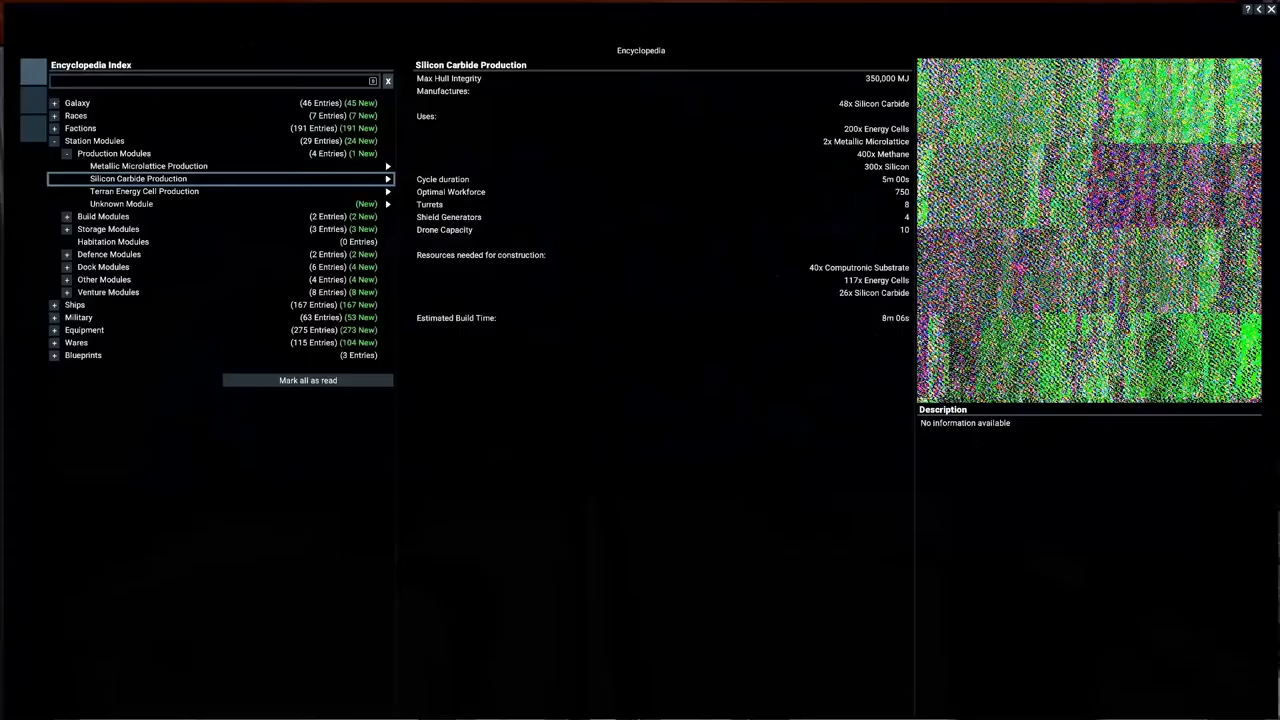 ? < X
Encyclopedia
Encyclopedia Index
X
+ Galaxy (46 Entries) (45 New)
+ Races (7 Entries) (7 New)
+ Factions (191 Entries) (191 New)
- Station Modules (29 Entries) (24 New)
- Production Modules (4 Entries) (1 New)
Metallic Microlattice Production
Silicon Carbide Production
Terran Energy Cell Production
Unknown Module (New)
+ Build Modules (2 Entries) (2 New)
+ Storage Modules (3 Entries) (3 New)
Habitation Modules (0 Entries)
+ Defence Modules (2 Entries) (2 New)
+ Dock Modules (6 Entries) (4 New)
+ Other Modules (4 Entries) (4 New)
+ Venture Modules (8 Entries) (8 New)
+ Ships (167 Entries) (167 New)
+ Military (63 Entries) (53 New)
+ Equipment (275 Entries) (273 New)
+ Wares (115 Entries) (104 New)
+ Blueprints (3 Entries)
Mark all as read
Silicon Carbide Production
Max Hull Integrity 350,000 MJ
Manufactures:
48x Silicon Carbide
Uses:
200x Energy Cells
2x Metallic Microlattice
400x Methane
300x Silicon
Cycle duration 5m 00s
Optimal Workforce 750
Turrets 8
Shield Generators 4
Drone Capacity 10
Resources needed for construction:
40x Computronic Substrate
117x Energy Cells
26x Silicon Carbide
Estimated Build Time: 8m 06s
Description
No information available